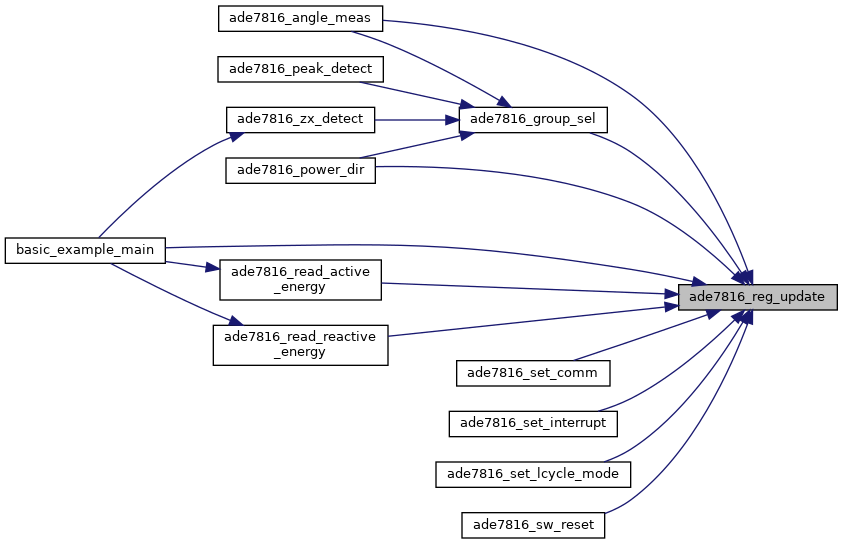 ade7816_angle_meas
ade7816_peak_detect
ade7816_zx_detect
ade7816_group_sel
ade7816_power_dir
basic_example_main
ade7816_read_active
_energy
ade7816_reg_update
ade7816_read_reactive
_energy
ade7816_set_comm
ade7816_set_interrupt
ade7816_set_lcycle_mode
ade7816_sw_reset